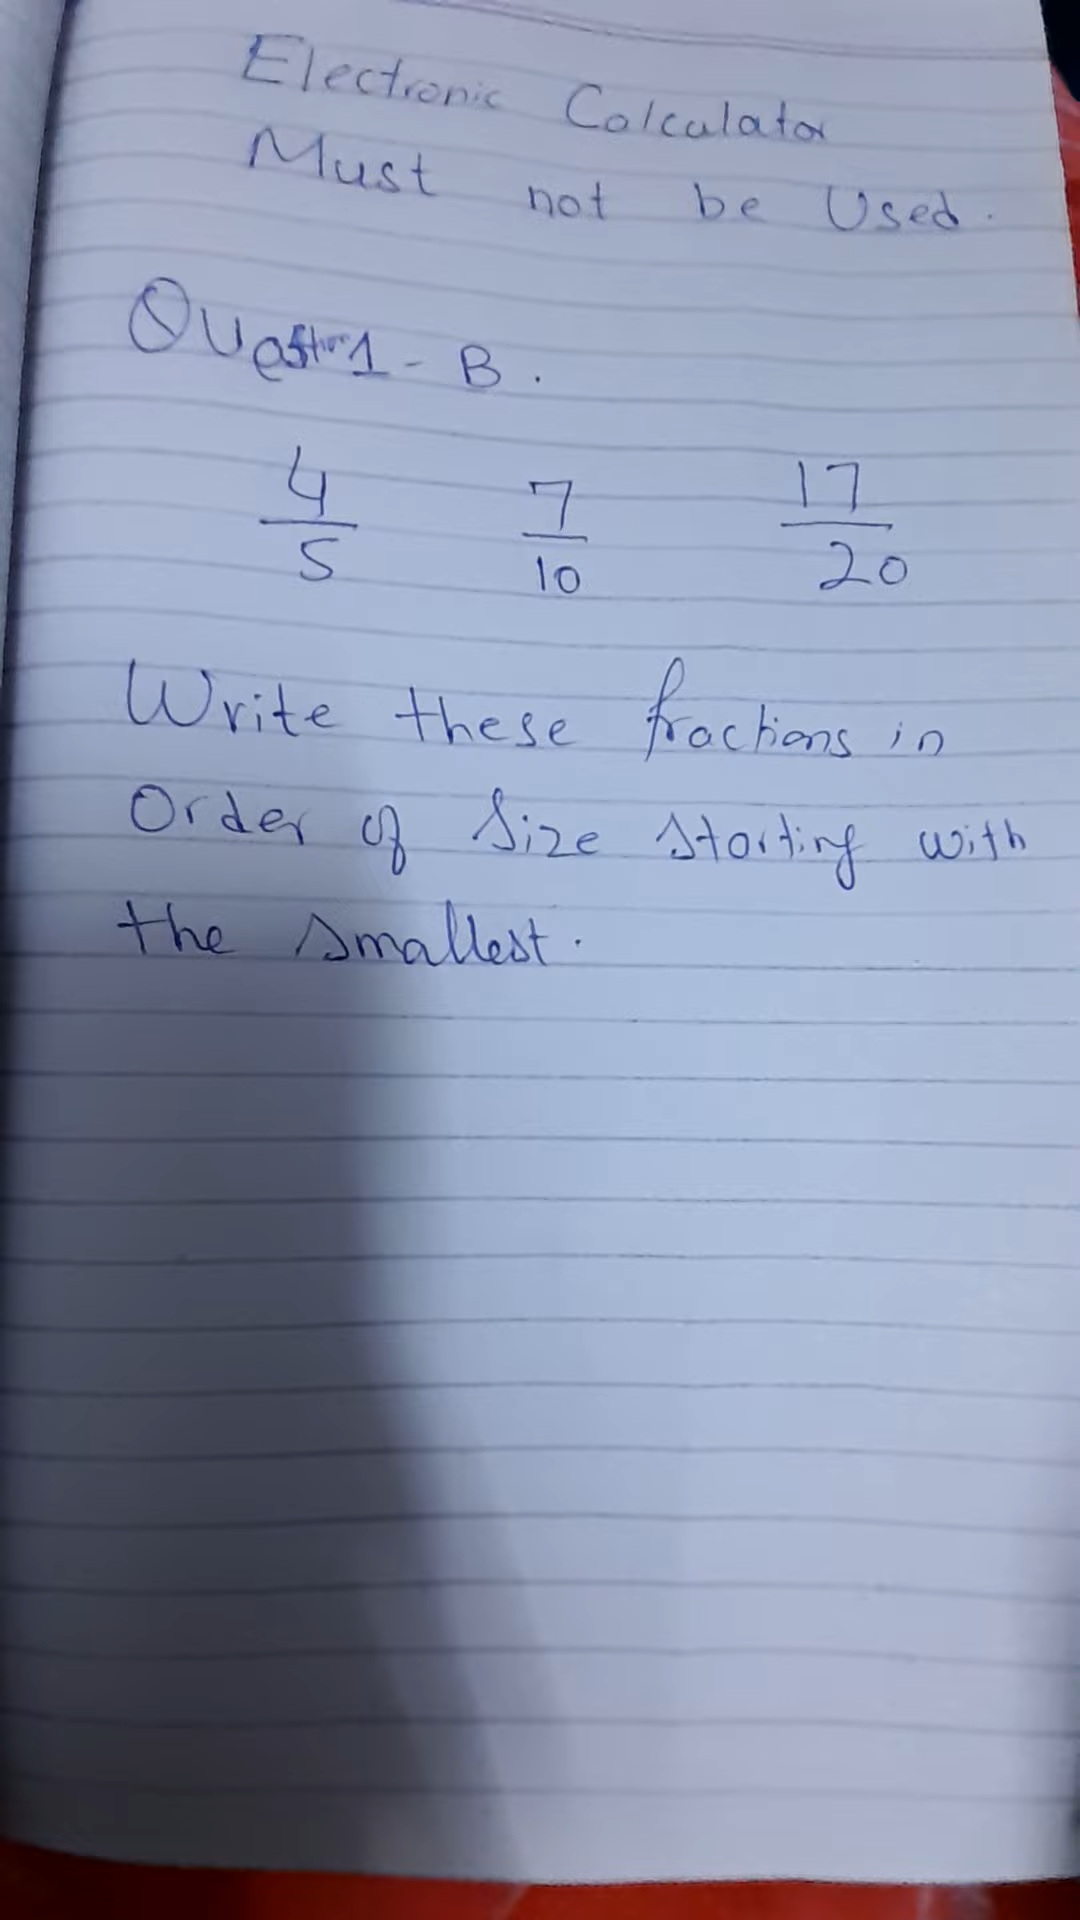 Electronic Calculator
Must not be Used.
Question 1 - B.
4/5 7/10 17/20
Write these fractions in
Order of Size Starting with
the smallest.